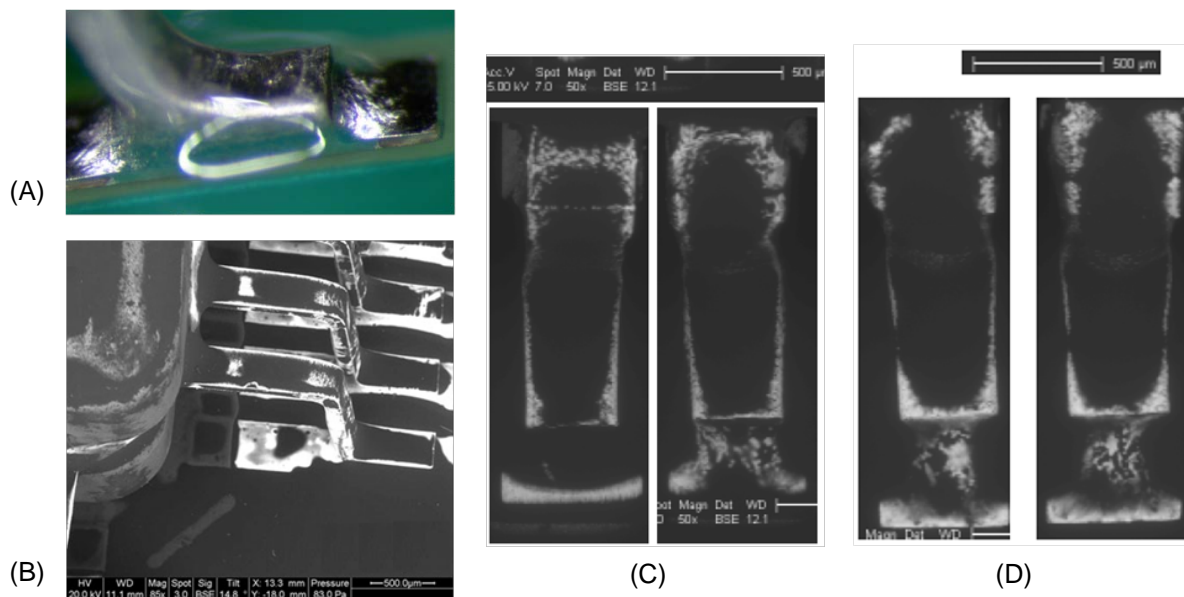 (A)
(B)
HV WD Mag Spot Sig Tilt X: 13.3 mm Pressure 500.0µm
20.0 kV 11.1 mm 85x 3.0 BSE 14.8 ° Y: -18.0 mm 83.0 Pa
Acc.V Spot Magn Det WD 500 µm
5.00 kV 7.0 50x BSE 12.1
Magn Det WD
50x BSE 12.1
(C)
500 µm
Magn Det WD
(D)